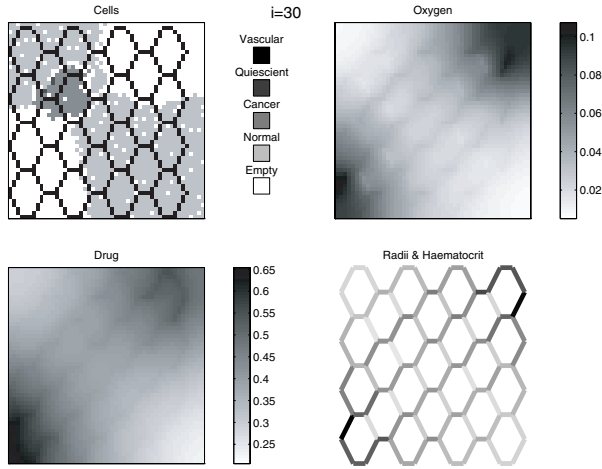 Cells
i=30
Oxygen
Vascular
Quiescient
Cancer
Normal
Empty
0.1
0.08
0.06
0.04
0.02
Drug
Radii & Haematocrit
0.65
0.6
0.55
0.5
0.45
0.4
0.35
0.3
0.25